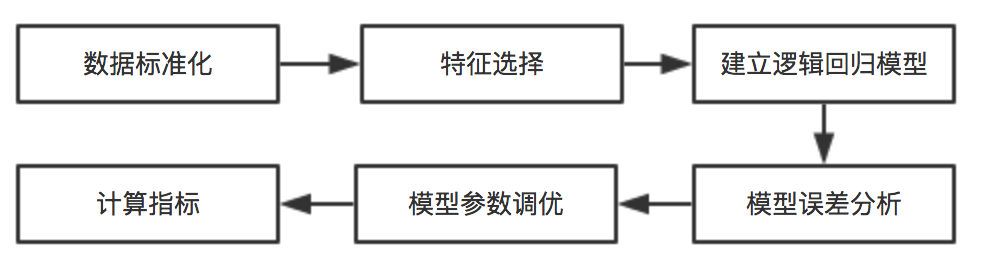 数据标准化
特征选择
建立逻辑回归模型
模型误差分析
模型参数调优
计算指标